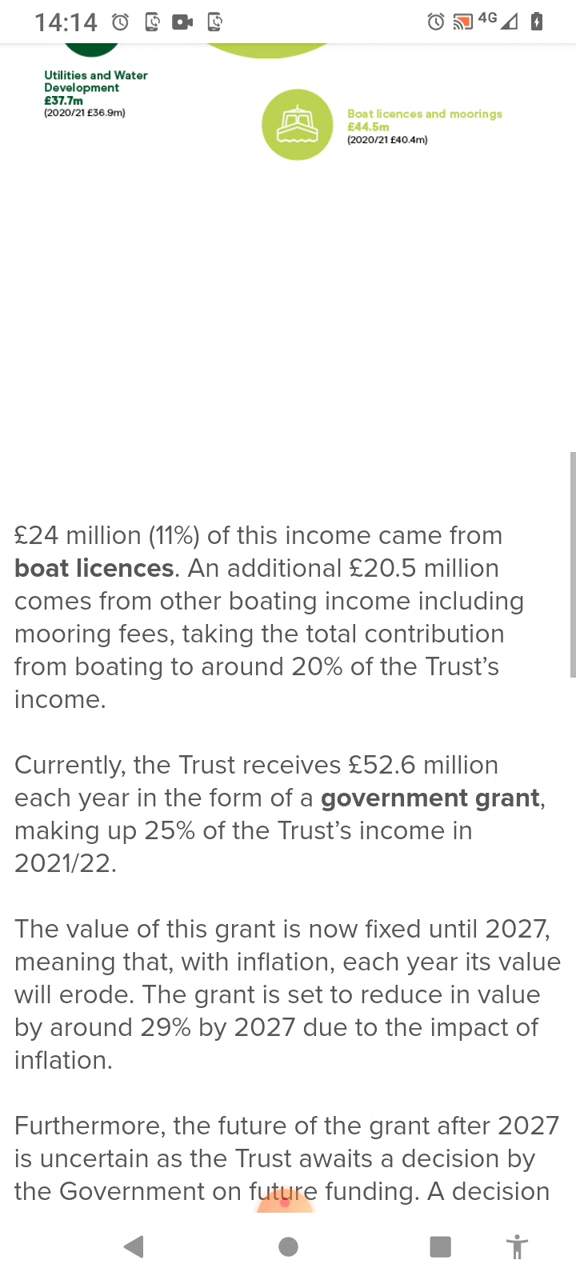 14:14
4G
Utilities and Water
Development
£37.7m
(2020/21 £36.9m)
Boat licences and moorings
£44.5m
(2020/21 £40.4m)
£24 million (11%) of this income came from
boat licences. An additional £20.5 million
comes from other boating income including
mooring fees, taking the total contribution
from boating to around 20% of the Trust’s
income.
Currently, the Trust receives £52.6 million
each year in the form of a government grant,
making up 25% of the Trust’s income in
2021/22.
The value of this grant is now fixed until 2027,
meaning that, with inflation, each year its value
will erode. The grant is set to reduce in value
by around 29% by 2027 due to the impact of
inflation.
Furthermore, the future of the grant after 2027
is uncertain as the Trust awaits a decision by
the Government on future funding. A decision